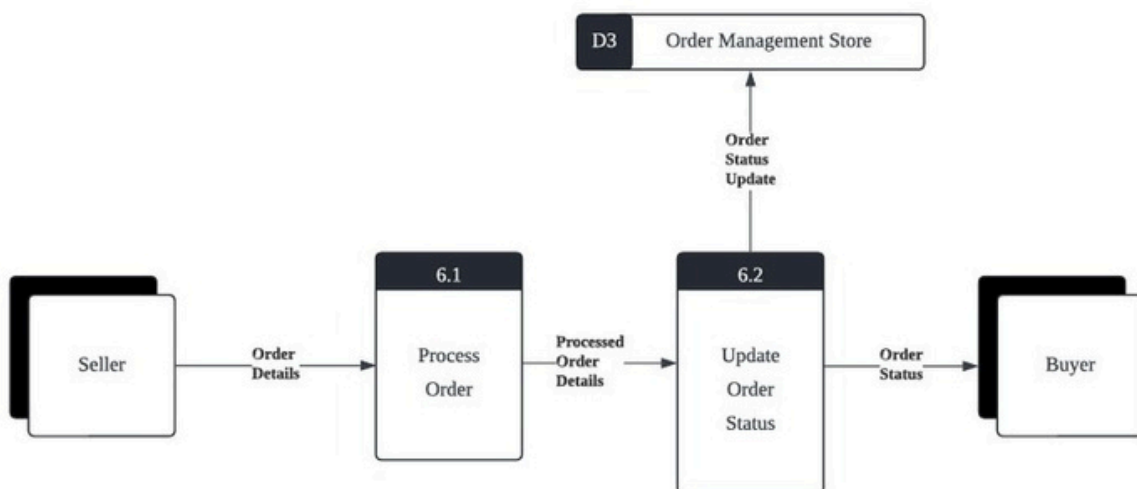 D3 Order Management Store
Order
Status
Update
6.1
6.2
Seller
Order
Details
Process
Order
Processed
Order
Details
Update
Order
Status
Order
Status
Buyer